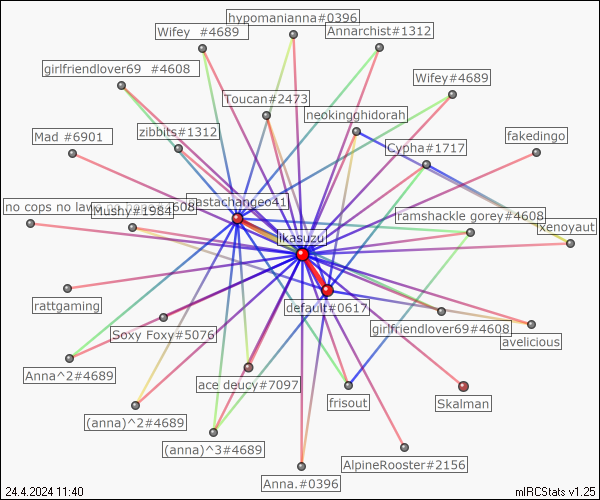 hypomanianna#0396
Wifey #4689
Annarchist#1312
girlfriendlover69 #4608
Wifey#4689
Toucan#2473
neokingghidorah
Mad #6901
zibbits#1312
Cypha#1717
fakedingo
pastachangeo41
no cops no law
Mushy#1984
ramshackle gorey#4608
xenoyaut
ikasuzu
rattgaming
default#0617
Soxy Foxy#5076
girlfriendlover69#4608
avelicious
Anna^2#4689
ace deucy#7097
frisout
Skalman
(anna)^2#4689
(anna)^3#4689
AlpineRooster#2156
Anna.#0396
24.4.2024 11:40
mIRCStats v1.25